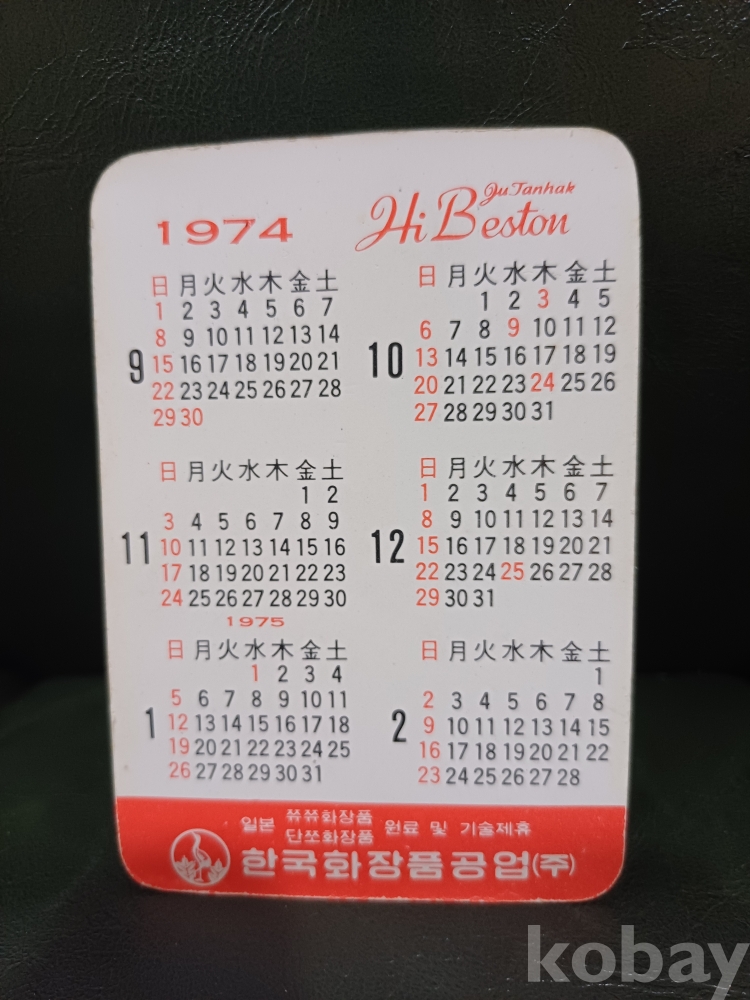 1974
Ju Tanhak
Hi Beston
9
日 月 火 水 木 金 土
1 2 3 4 5 6 7
8 9 10 11 12 13 14
15 16 17 18 19 20 21
22 23 24 25 26 27 28
29 30
10
日 月 火 水 木 金 土
1 2 3 4 5
6 7 8 9 10 11 12
13 14 15 16 17 18 19
20 21 22 23 24 25 26
27 28 29 30 31
11
日 月 火 水 木 金 土
1 2
3 4 5 6 7 8 9
10 11 12 13 14 15 16
17 18 19 20 21 22 23
24 25 26 27 28 29 30
12
日 月 火 水 木 金 土
1 2 3 4 5 6 7
8 9 10 11 12 13 14
15 16 17 18 19 20 21
22 23 24 25 26 27 28
29 30 31
1975
1
日 月 火 水 木 金 土
1 2 3 4
5 6 7 8 9 10 11
12 13 14 15 16 17 18
19 20 21 22 23 24 25
26 27 28 29 30 31
2
日 月 火 水 木 金 土
1
2 3 4 5 6 7 8
9 10 11 12 13 14 15
16 17 18 19 20 21 22
23 24 25 26 27 28
일본 쮸쮸화장품 원료 및 기술제휴
단쪼화장품
한국화장품공업(주)
kobay